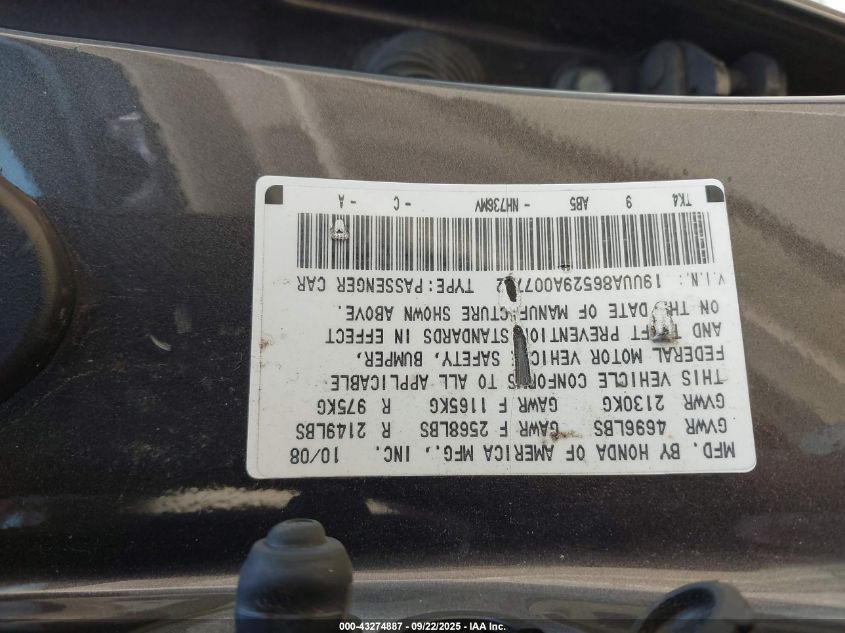 MFD. BY HONDA OF AMERICA MFG., INC. 10/08
GVWR 4696LBS GAWR F 2568LBS R 2149LBS
GVWR 2130KG GAWR F 1165KG R 975KG
THIS VEHICLE CONFORMS TO ALL APPLICABLE
FEDERAL MOTOR VEHICLE SAFETY, BUMPER,
AND THEFT PREVENTION STANDARDS IN EFFECT
ON THE DATE OF MANUFACTURE SHOWN ABOVE.
V.I.N.: TYPE:PASSENGER CAR
TK4 9 AB5 - NH736MV - C - A
000-43274887 - 09/22/2025 - IAA Inc.